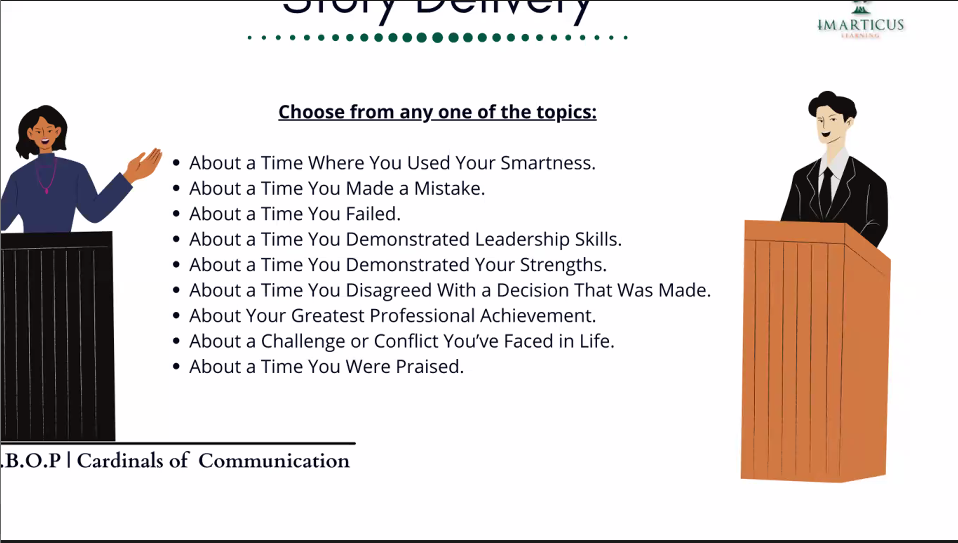 Story Delivery
IMARTICUS
LEARNING
Choose from any one of the topics:
• About a Time Where You Used Your Smartness.
• About a Time You Made a Mistake.
• About a Time You Failed.
• About a Time You Demonstrated Leadership Skills.
• About a Time You Demonstrated Your Strengths.
• About a Time You Disagreed With a Decision That Was Made.
• About Your Greatest Professional Achievement.
• About a Challenge or Conflict You’ve Faced in Life.
• About a Time You Were Praised.
.B.O.P | Cardinals of Communication